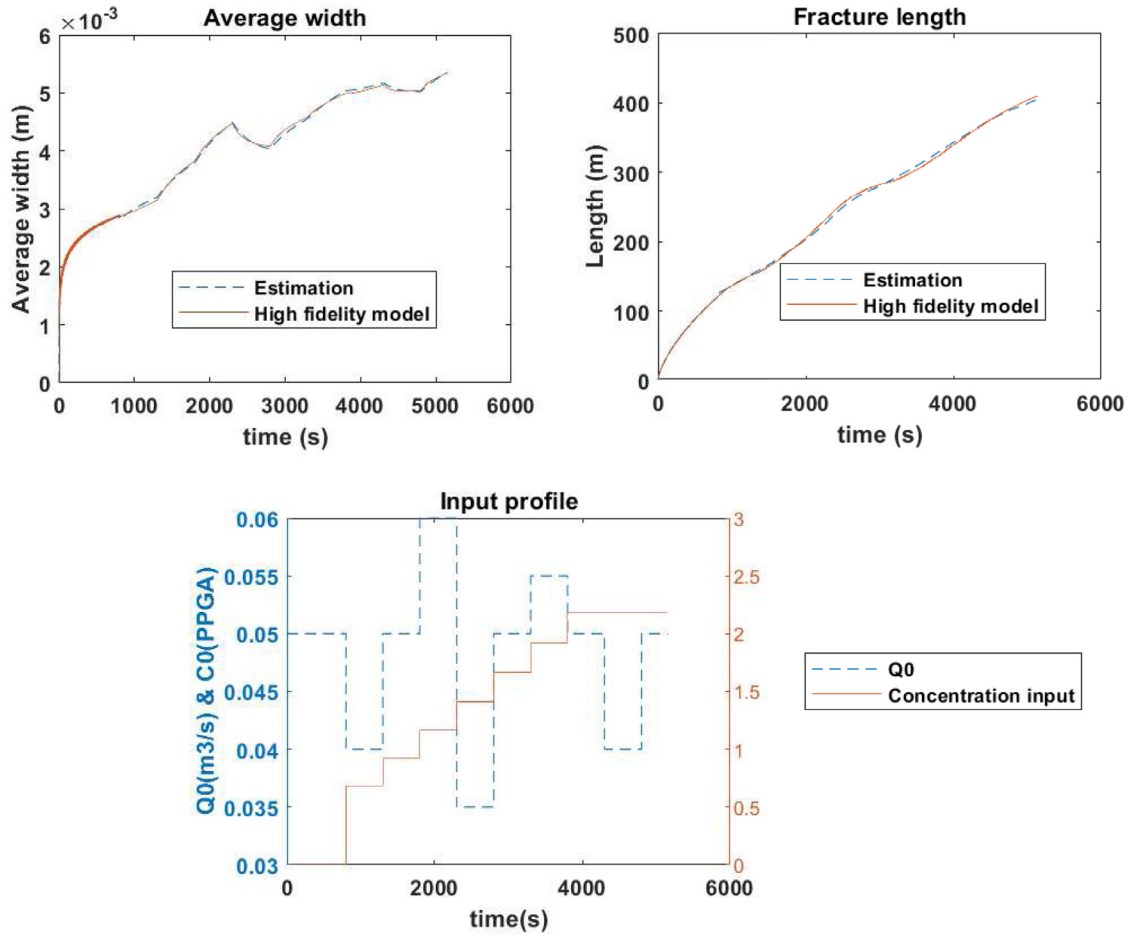 Average width
×10⁻³
6
5
4
3
2
1
0
Average width (m)
Estimation
High fidelity model
0 1000 2000 3000 4000 5000 6000
time (s)
Fracture length
500
400
300
200
100
0
Length (m)
Estimation
High fidelity model
0 2000 4000 6000
time (s)
Input profile
0.06
0.055
0.05
0.045
0.04
0.035
0.03
Q0(m3/s) & C0(PPGA)
3
2.5
2
1.5
1
0.5
0
0 2000 4000 6000
time(s)
Q0
Concentration input